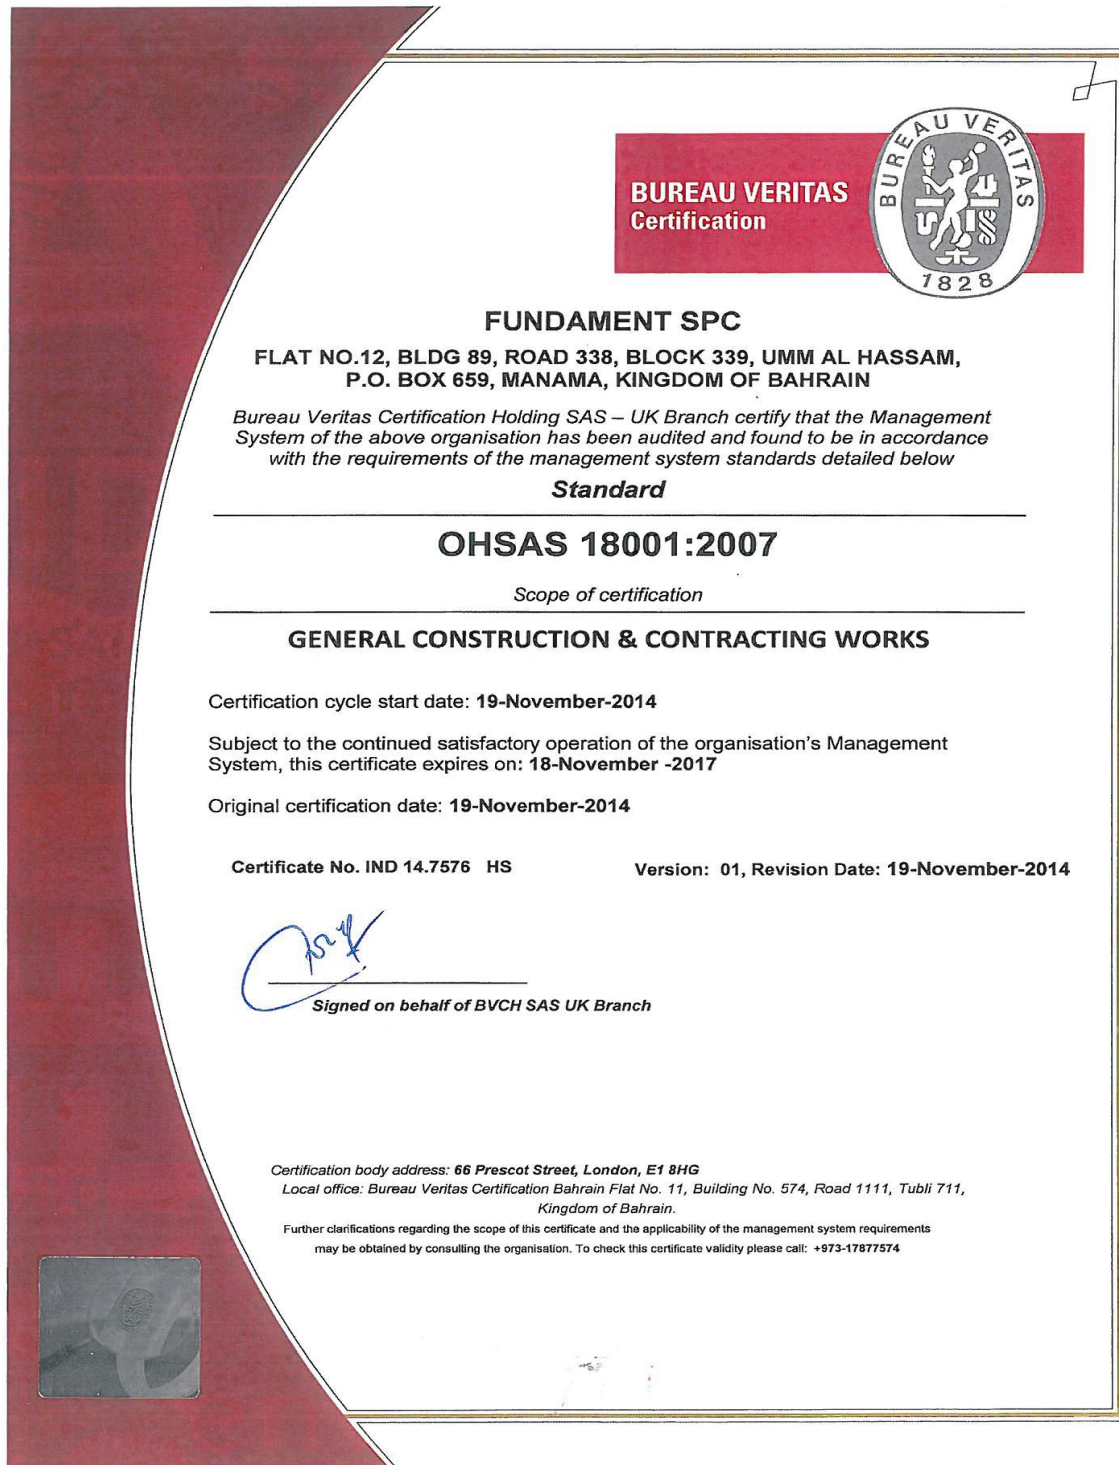 BUREAU VERITAS
Certification
BUREAU VERITAS
1828
FUNDAMENT SPC
FLAT NO.12, BLDG 89, ROAD 338, BLOCK 339, UMM AL HASSAM,
P.O. BOX 659, MANAMA, KINGDOM OF BAHRAIN
Bureau Veritas Certification Holding SAS – UK Branch certify that the Management
System of the above organisation has been audited and found to be in accordance
with the requirements of the management system standards detailed below
Standard
OHSAS 18001:2007
Scope of certification
GENERAL CONSTRUCTION & CONTRACTING WORKS
Certification cycle start date: 19-November-2014
Subject to the continued satisfactory operation of the organisation's Management
System, this certificate expires on: 18-November -2017
Original certification date: 19-November-2014
Certificate No. IND 14.7576 HS Version: 01, Revision Date: 19-November-2014
Signed on behalf of BVCH SAS UK Branch
Certification body address: 66 Prescot Street, London, E1 8HG
Local office: Bureau Veritas Certification Bahrain Flat No. 11, Building No. 574, Road 1111, Tubli 711,
Kingdom of Bahrain.
Further clarifications regarding the scope of this certificate and the applicability of the management system requirements
may be obtained by consulting the organisation. To check this certificate validity please call: +973-17877574